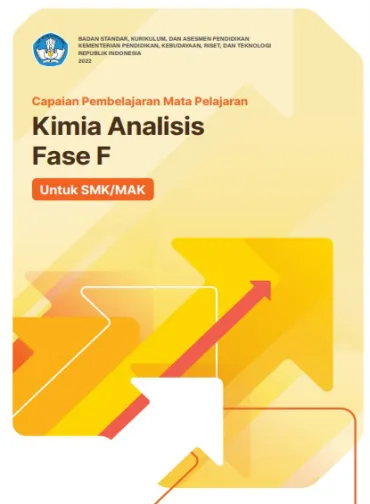 BADAN STANDAR, KURIKULUM, DAN ASESMEN PENDIDIKAN
KEMENTERIAN PENDIDIKAN, KEBUDAYAAN, RISET, DAN TEKNOLOGI
REPUBLIK INDONESIA
2022
Capaian Pembelajaran Mata Pelajaran
Kimia Analisis
Fase F
Untuk SMK/MAK